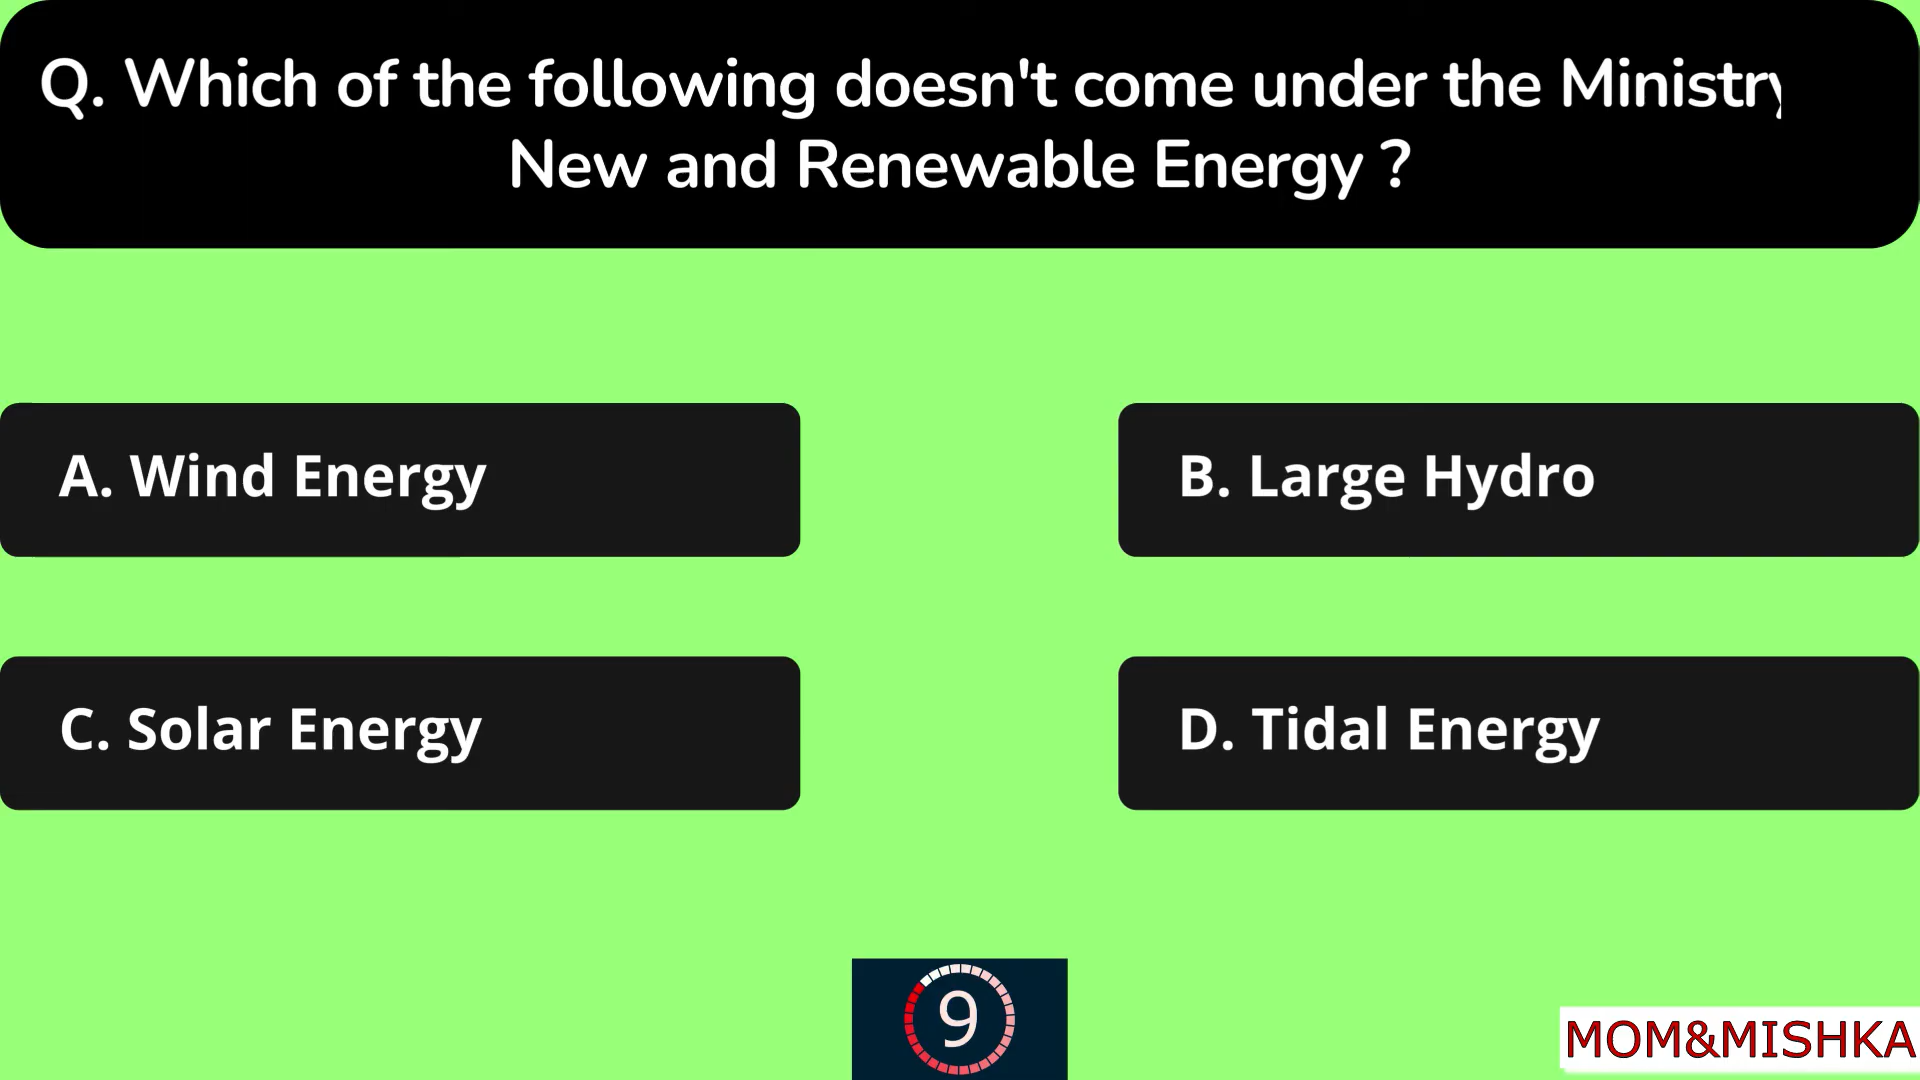 Q. Which of the following doesn't come under the Ministry
New and Renewable Energy ?
A. Wind Energy
B. Large Hydro
C. Solar Energy
D. Tidal Energy
9
MOM&MISHKA